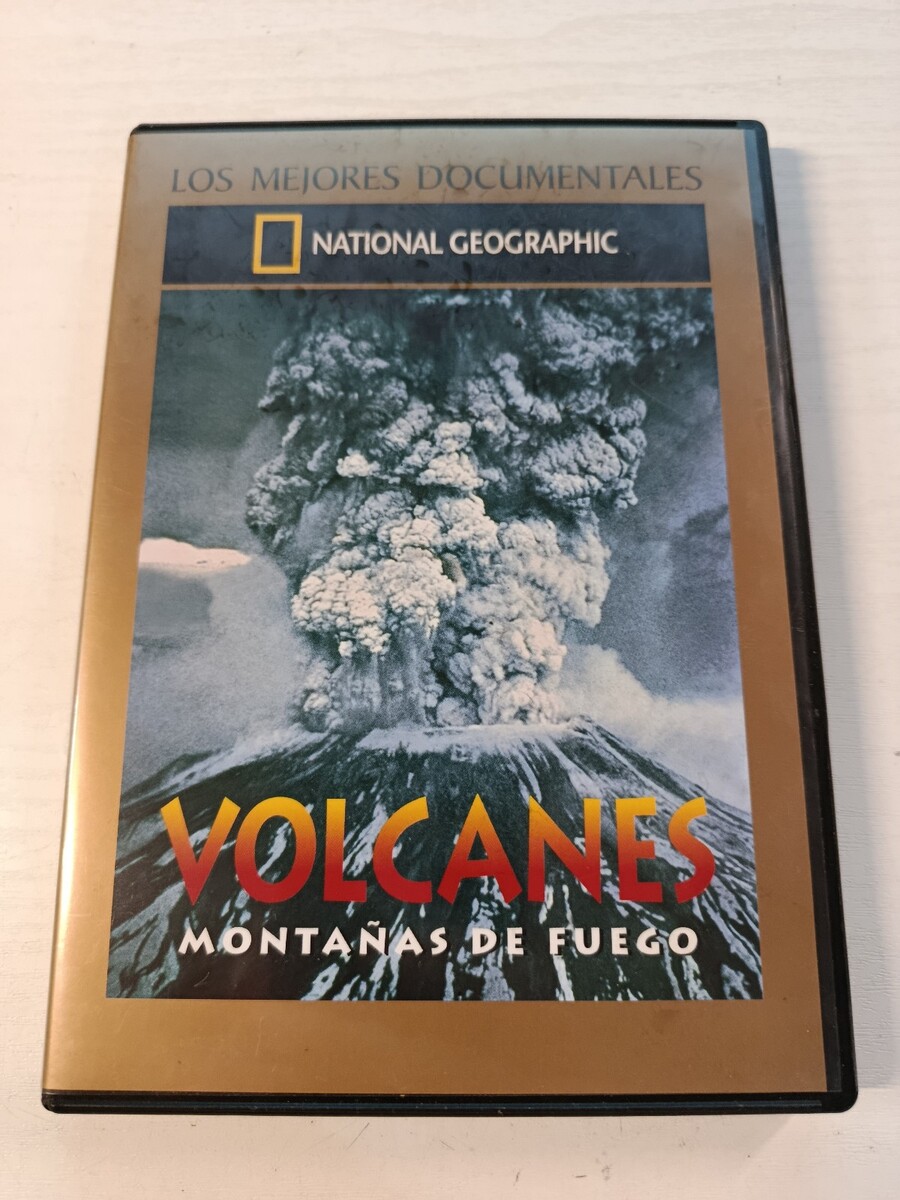 LOS MEJORES DOCUMENTALES
NATIONAL GEOGRAPHIC
VOLCANES
MONTAÑAS DE FUEGO